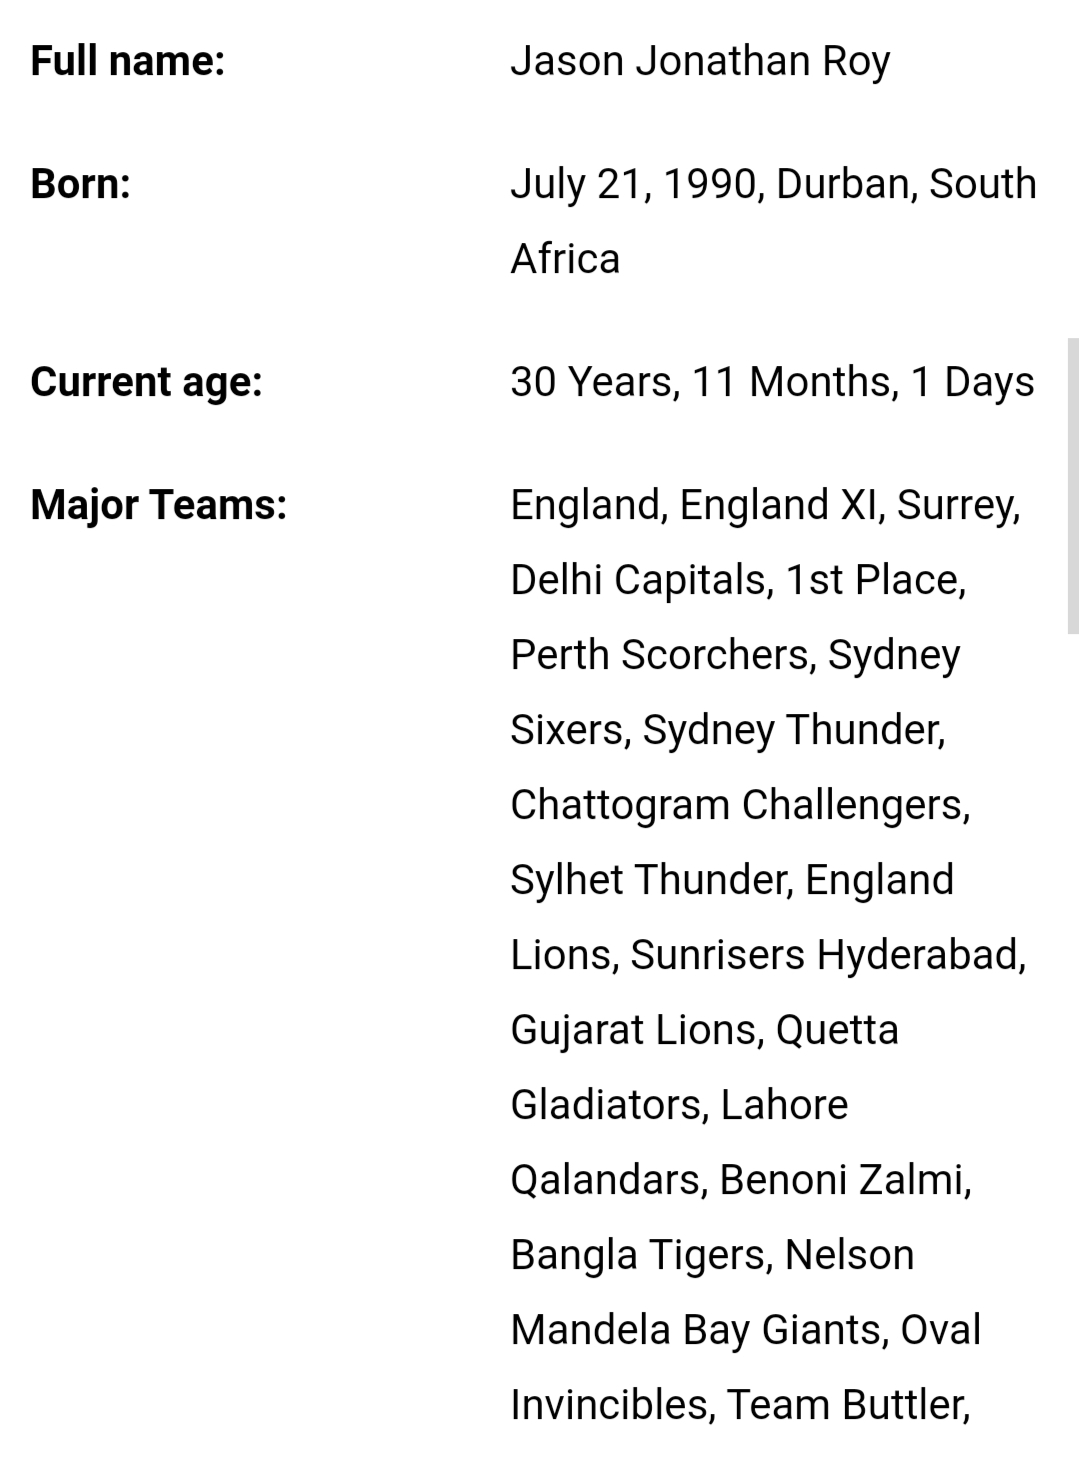 Full name: Jason Jonathan Roy
Born: July 21, 1990, Durban, South
Africa
Current age: 30 Years, 11 Months, 1 Days
Major Teams: England, England XI, Surrey,
Delhi Capitals, 1st Place,
Perth Scorchers, Sydney
Sixers, Sydney Thunder,
Chattogram Challengers,
Sylhet Thunder, England
Lions, Sunrisers Hyderabad,
Gujarat Lions, Quetta
Gladiators, Lahore
Qalandars, Benoni Zalmi,
Bangla Tigers, Nelson
Mandela Bay Giants, Oval
Invincibles, Team Buttler,